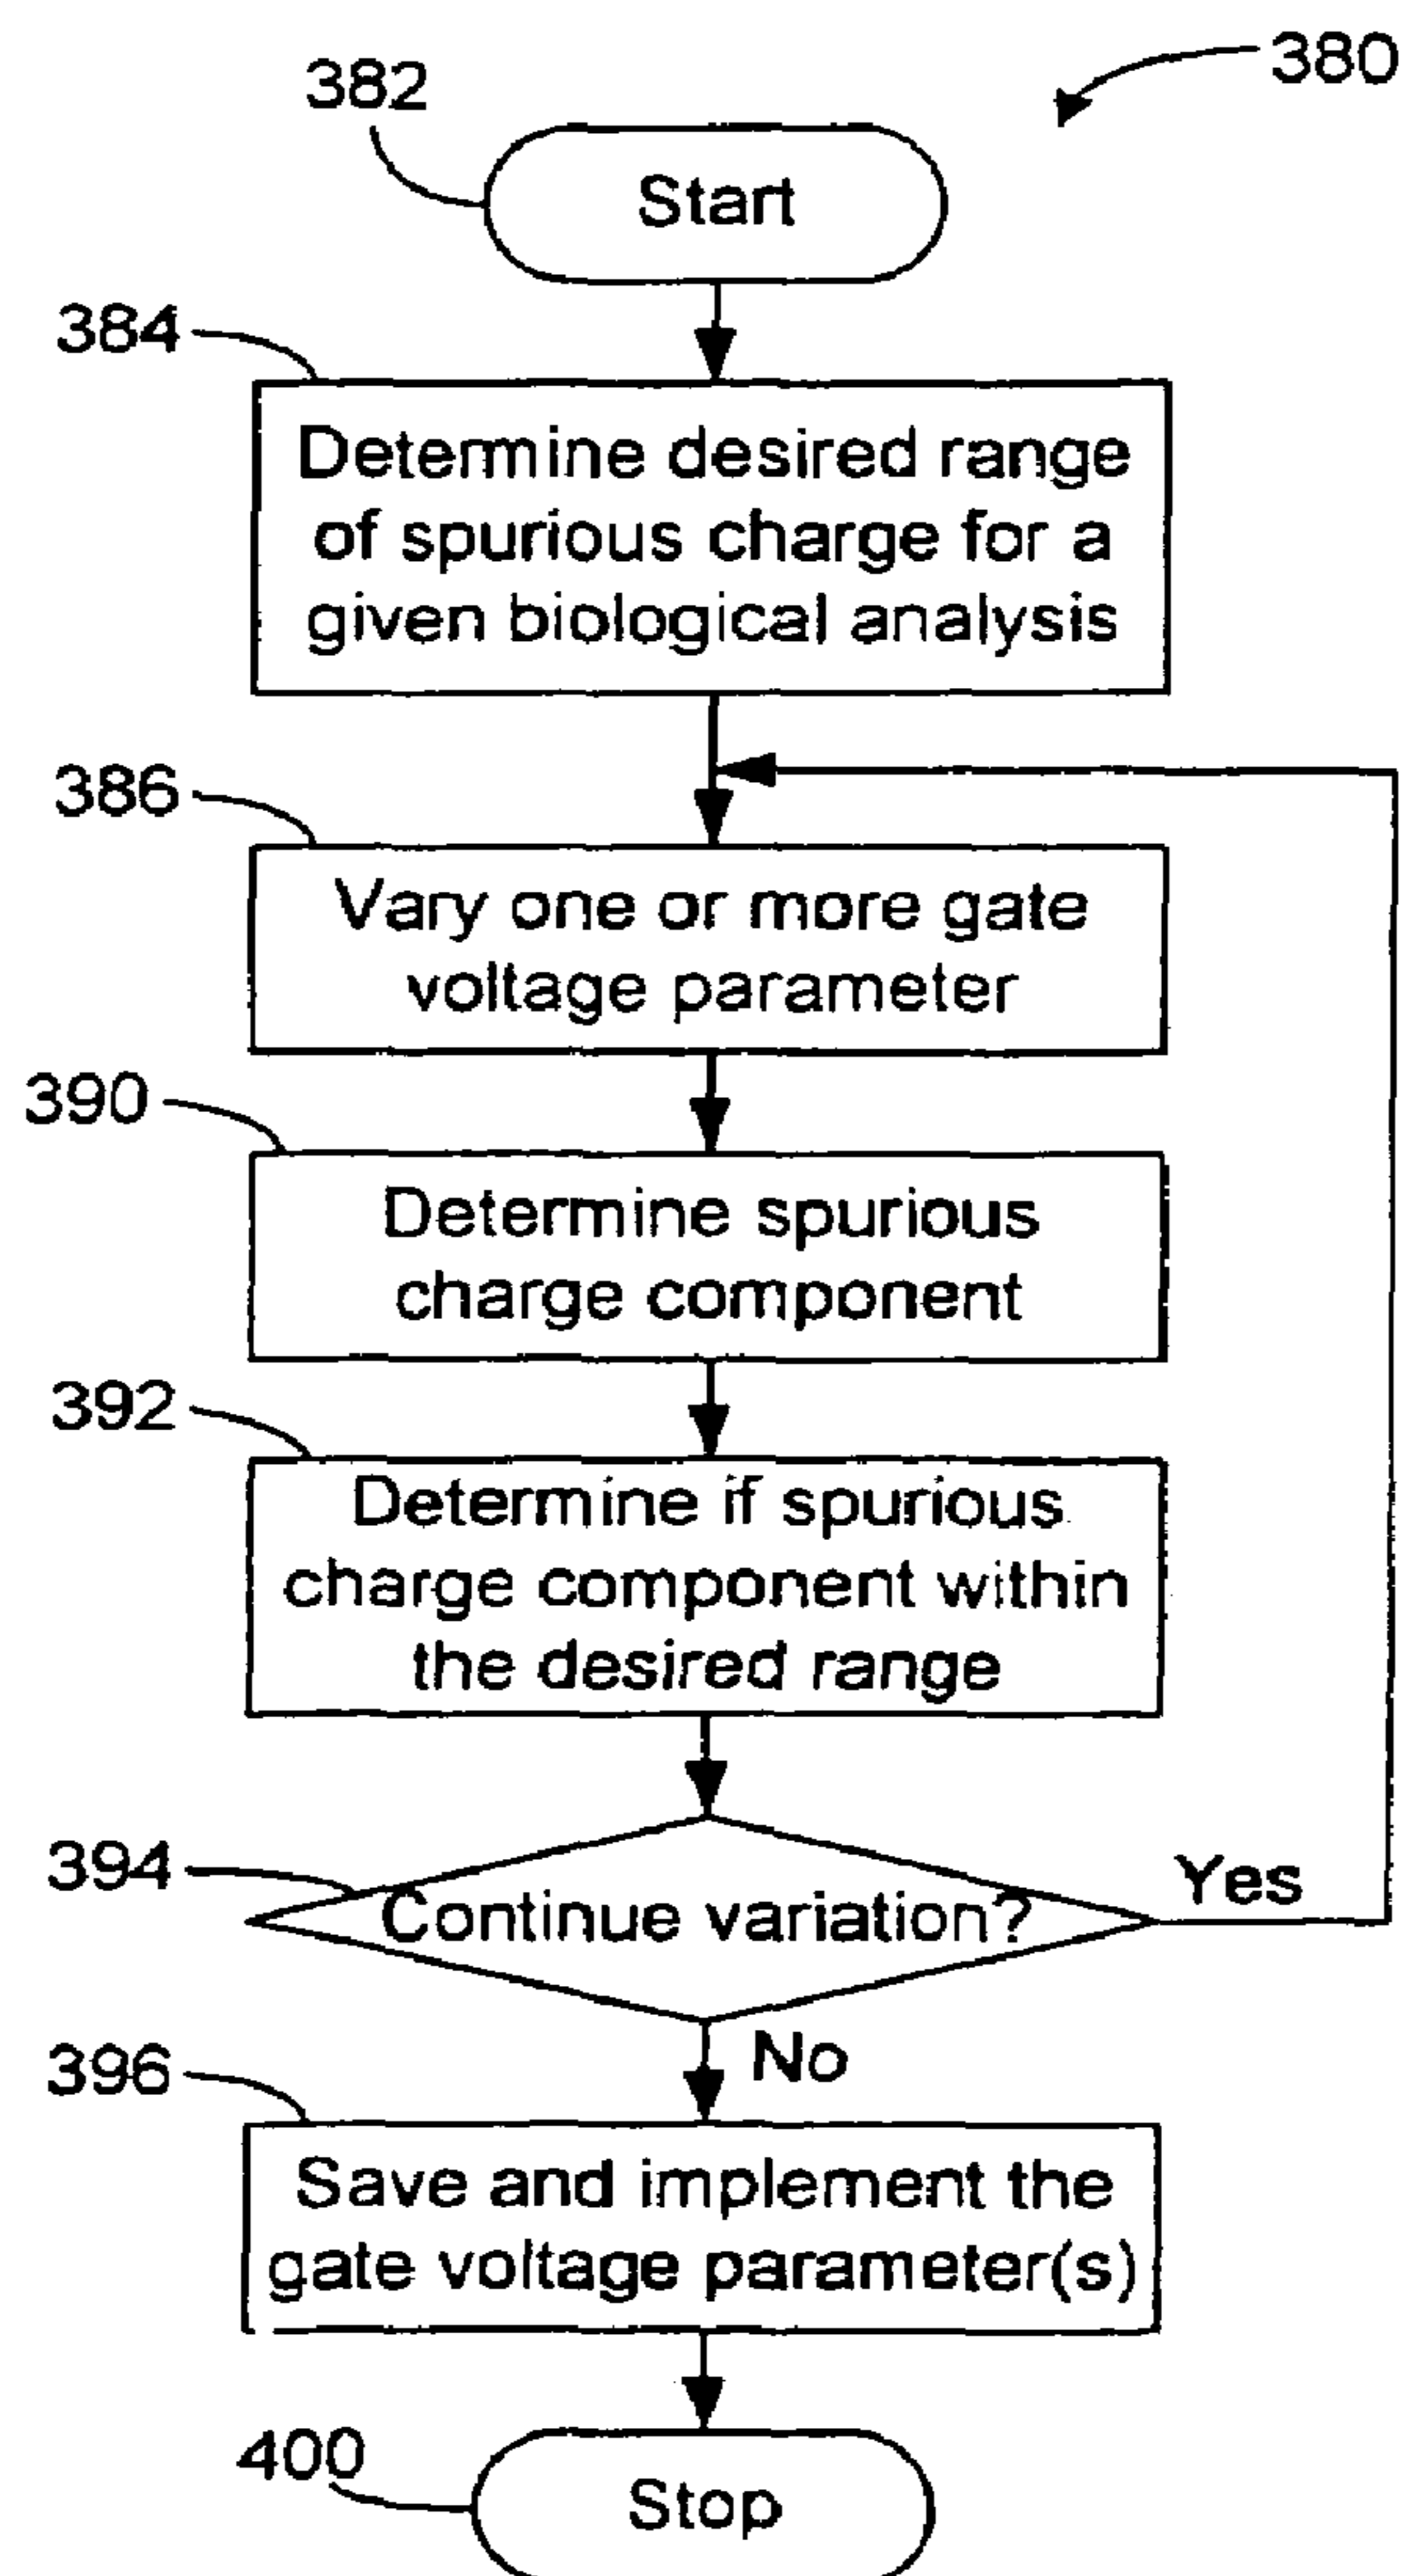 380
382
Start
384
Determine desired range
of spurious charge for a
given biological analysis
386
Vary one or more gate
voltage parameter
390
Determine spurious
charge component
392
Determine if spurious
charge component within
the desired range
394
Continue variation?
Yes
No
396
Save and implement the
gate voltage parameter(s)
400
Stop